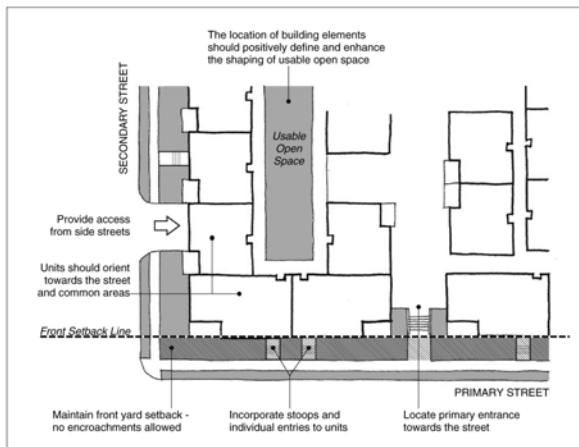 The location of building elements
should positively define and enhance
the shaping of usable open space
SECONDARY STREET
Usable
Open
Space
Provide access
from side streets
Units should orient
towards the street
and common areas
Front Setback Line
PRIMARY STREET
Maintain front yard setback -
no encroachments allowed
Incorporate stoops and
individual entries to units
Locate primary entrance
towards the street